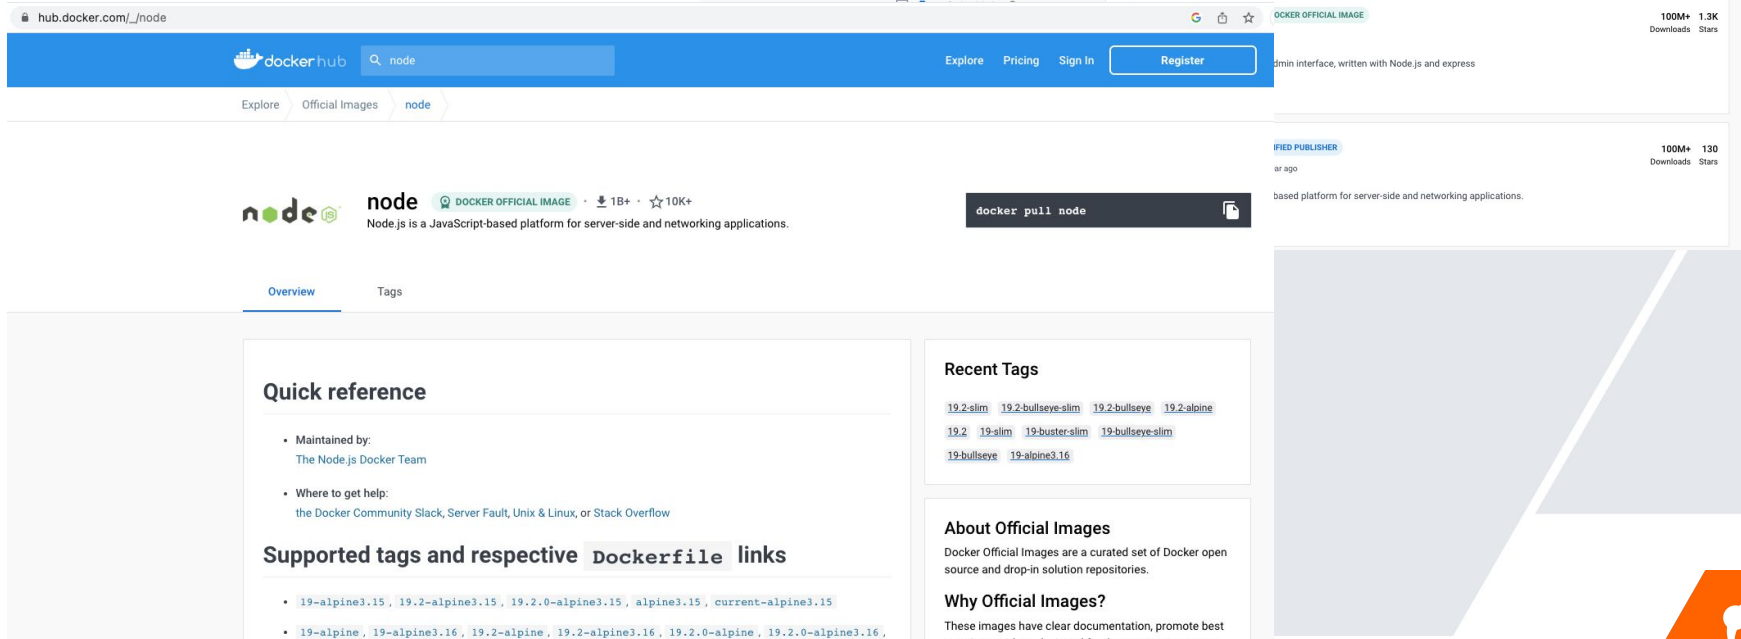 hub.docker.com/_/node
dockerhub
node
Explore
Pricing
Sign In
Register
Explore
Official Images
node
node
node
DOCKER OFFICIAL IMAGE · 1B+ · 10K+
Node.js is a JavaScript-based platform for server-side and networking applications.
docker pull node
Overview
Tags
Quick reference
• Maintained by:
The Node.js Docker Team
• Where to get help:
the Docker Community Slack, Server Fault, Unix & Linux, or Stack Overflow
Supported tags and respective Dockerfile links
• 19-alpine3.15, 19.2-alpine3.15, 19.2.0-alpine3.15, alpine3.15, current-alpine3.15
• 19-alpine, 19-alpine3.16, 19.2-alpine, 19.2-alpine3.16, 19.2.0-alpine, 19.2.0-alpine3.16,
Recent Tags
19.2-slim 19.2-bullseye-slim 19.2-bullseye 19.2-alpine
19.2 19-slim 19-buster-slim 19-bullseye-slim
19-bullseye 19-alpine3.16
About Official Images
Docker Official Images are a curated set of Docker open
source and drop-in solution repositories.
Why Official Images?
These images have clear documentation, promote best
OCKER OFFICIAL IMAGE
100M+ 1.3K
Downloads Stars
dmin interface, written with Node.js and express
IFIED PUBLISHER
100M+ 130
Downloads Stars
ar ago
based platform for server-side and networking applications.